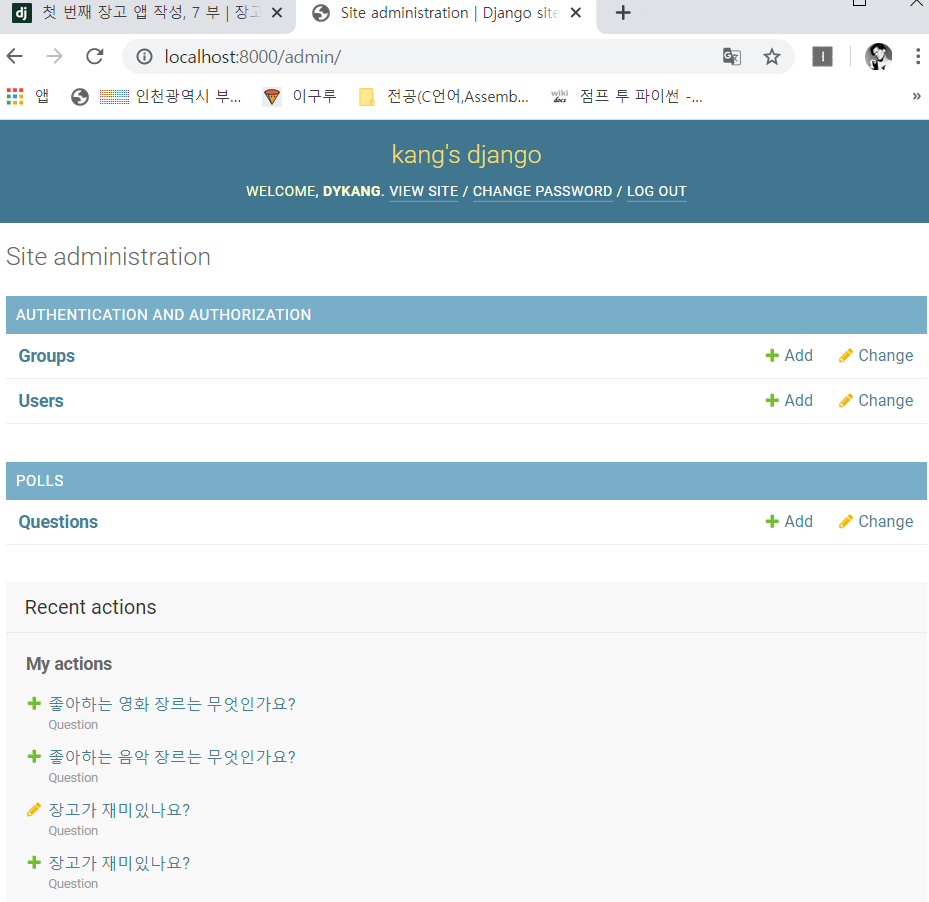 dj 첫 번째 장고 앱 작성, 7 부 | 장고
Site administration | Django site
localhost:8000/admin/
앱 인천광역시 부... 이구루 전공(C언어,Assemb... wiki docs 점프 투 파이썬 -... »
kang's django
WELCOME, DYKANG. VIEW SITE / CHANGE PASSWORD / LOG OUT
Site administration
AUTHENTICATION AND AUTHORIZATION
Groups Add Change
Users Add Change
POLLS
Questions Add Change
Recent actions
My actions
좋아하는 영화 장르는 무엇인가요?
Question
좋아하는 음악 장르는 무엇인가요?
Question
장고가 재미있나요?
Question
장고가 재미있나요?
Question